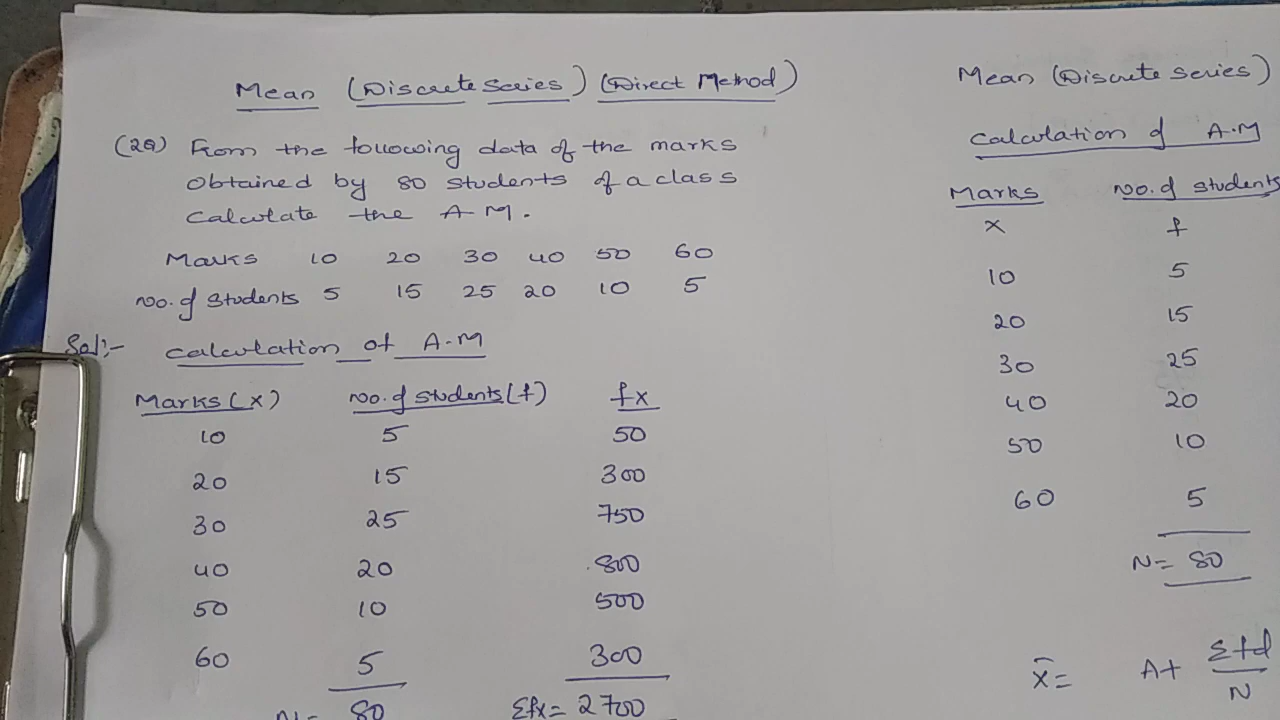 Mean (Discrete Series) (Direct Method)
(2Q) From the following data of the marks
obtained by 80 students of a class
Calculate the A M.
Marks 10 20 30 40 50 60
No. of Students 5 15 25 20 10 5
Sol:- Calculation of A.M
Marks (x) No. of Students (f) fx
10 5 50
20 15 300
30 25 750
40 20 800
50 10 500
60 5 300
N= 80 Σfx= 2700
Mean (Discrete Series)
Calculation of A.M
Marks No. of Students
x f
10 5
20 15
30 25
40 20
50 10
60 5
N= 80
x̄= A+ Σfd/N